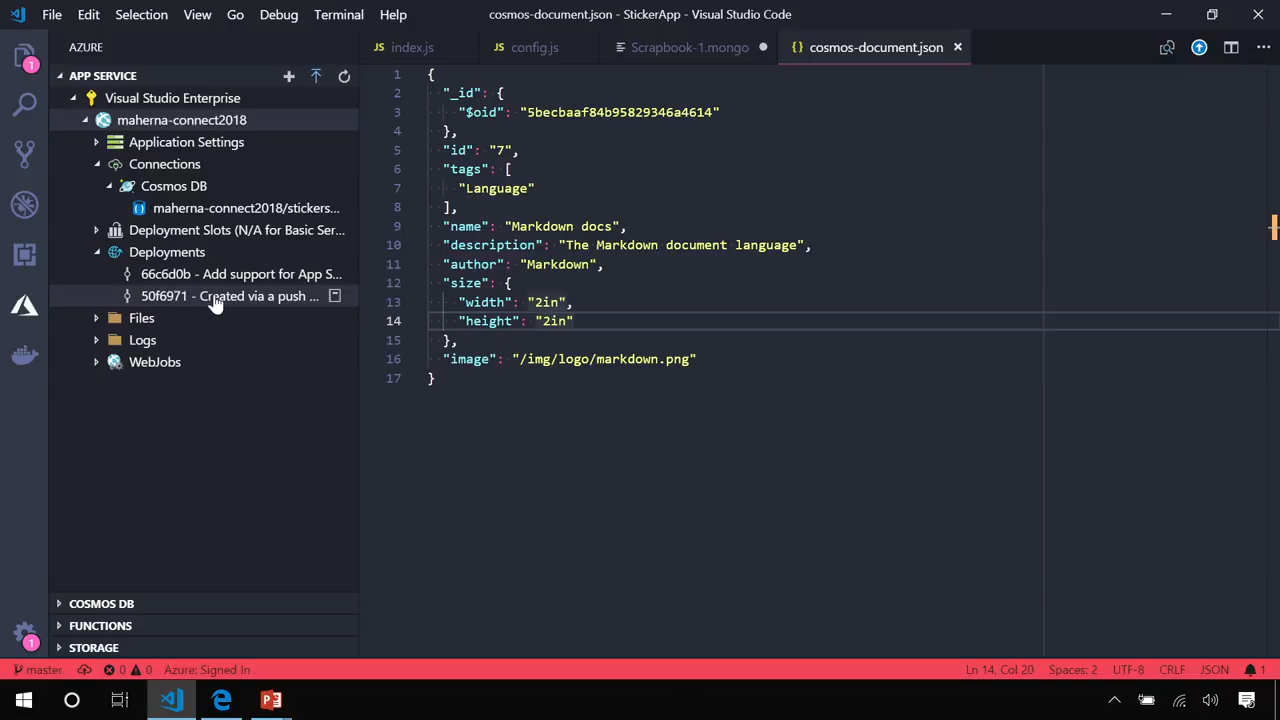 File Edit Selection View Go Debug Terminal Help
cosmos-document.json - StickerApp - Visual Studio Code
AZURE
index.js
config.js
Scrapbook-1.mongo
{} cosmos-document.json
1
APP SERVICE
Visual Studio Enterprise
maherna-connect2018
Application Settings
Connections
Cosmos DB
maherna-connect2018/stickers...
Deployment Slots (N/A for Basic Ser...
Deployments
66c6d0b - Add support for App S...
50f6971 - Created via a push ...
Files
Logs
WebJobs
COSMOS DB
FUNCTIONS
STORAGE
1
1 {
2 "_id": {
3 "$oid": "5becbaaf84b95829346a4614"
4 },
5 "id": "7",
6 "tags": [
7 "Language"
8 ],
9 "name": "Markdown docs",
10 "description": "The Markdown document language",
11 "author": "Markdown",
12 "size": {
13 "width": "2in",
14 "height": "2in"
15 },
16 "image": "/img/logo/markdown.png"
17 }
master 0 0 Azure: Signed In
Ln 14, Col 20 Spaces: 2 UTF-8 CRLF JSON 1